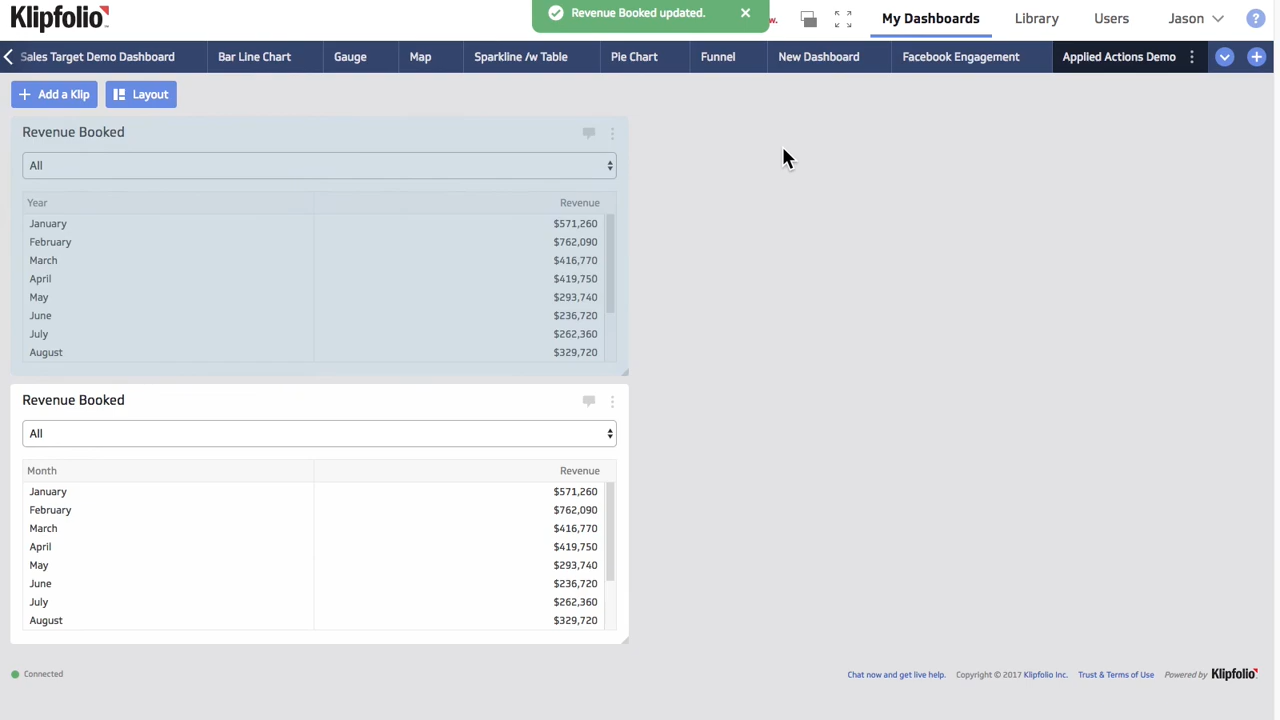 Klipfolio
Revenue Booked updated.
w.
My Dashboards
Library
Users
Jason
?
Sales Target Demo Dashboard
Bar Line Chart
Gauge
Map
Sparkline /w Table
Pie Chart
Funnel
New Dashboard
Facebook Engagement
Applied Actions Demo
+ Add a Klip
Layout
Revenue Booked
All
Year Revenue
January $571,260
February $762,090
March $416,770
April $419,750
May $293,740
June $236,720
July $262,360
August $329,720
Revenue Booked
All
Month Revenue
January $571,260
February $762,090
March $416,770
April $419,750
May $293,740
June $236,720
July $262,360
August $329,720
Connected
Chat now and get live help. Copyright © 2017 Klipfolio Inc. Trust & Terms of Use Powered by Klipfolio